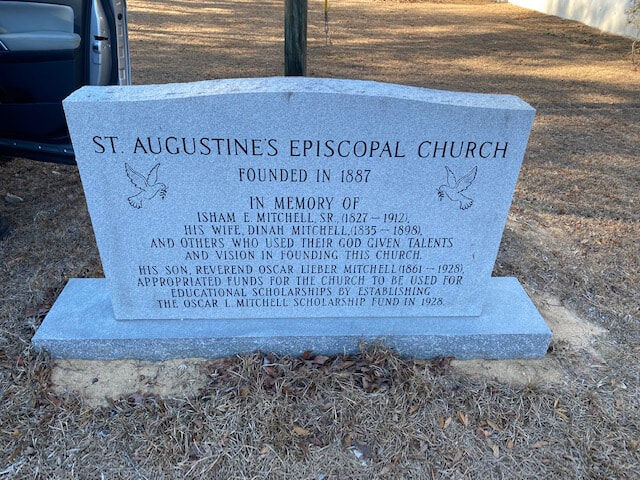 ST. AUGUSTINE'S EPISCOPAL CHURCH
FOUNDED IN 1887
IN MEMORY OF
ISHAM E. MITCHELL, SR., (1827 – 1912),
HIS WIFE, DINAH MITCHELL, (1835 – 1898),
AND OTHERS WHO USED THEIR GOD GIVEN TALENTS
AND VISION IN FOUNDING THIS CHURCH.
HIS SON, REVEREND OSCAR LIEBER MITCHELL (1861 – 1928),
APPROPRIATED FUNDS FOR THE CHURCH TO BE USED FOR
EDUCATIONAL SCHOLARSHIPS BY ESTABLISHING
THE OSCAR L. MITCHELL SCHOLARSHIP FUND IN 1928.